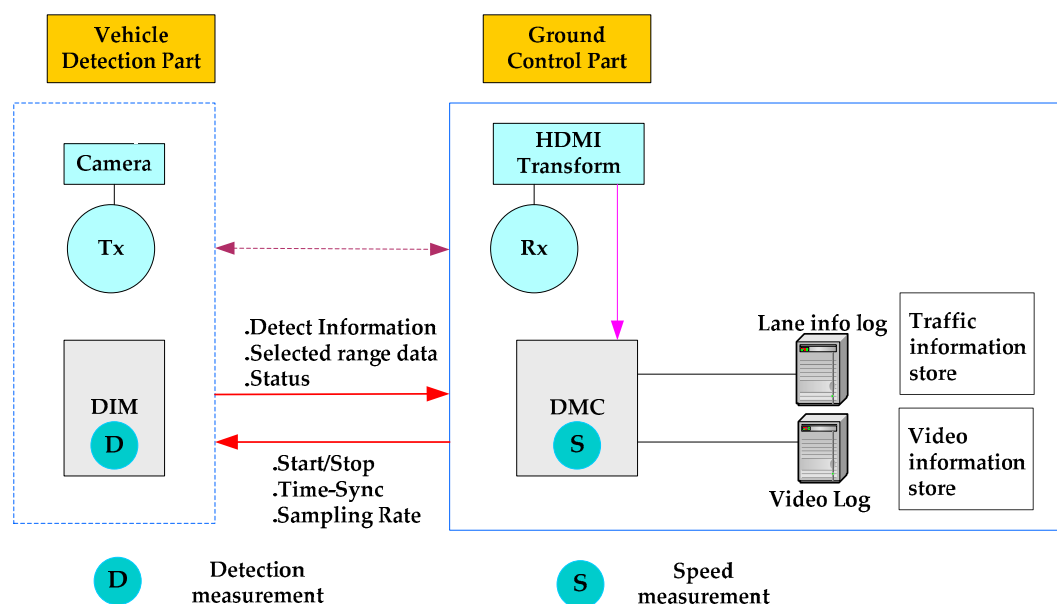 Vehicle
Detection Part
Ground
Control Part
Camera
HDMI
Transform
Tx
Rx
.Detect Information
.Selected range data
.Status
Lane info log
Traffic
information
store
DIM
D
DMC
S
.Start/Stop
.Time-Sync
.Sampling Rate
Video Log
Video
information
store
D
Detection
measurement
S
Speed
measurement